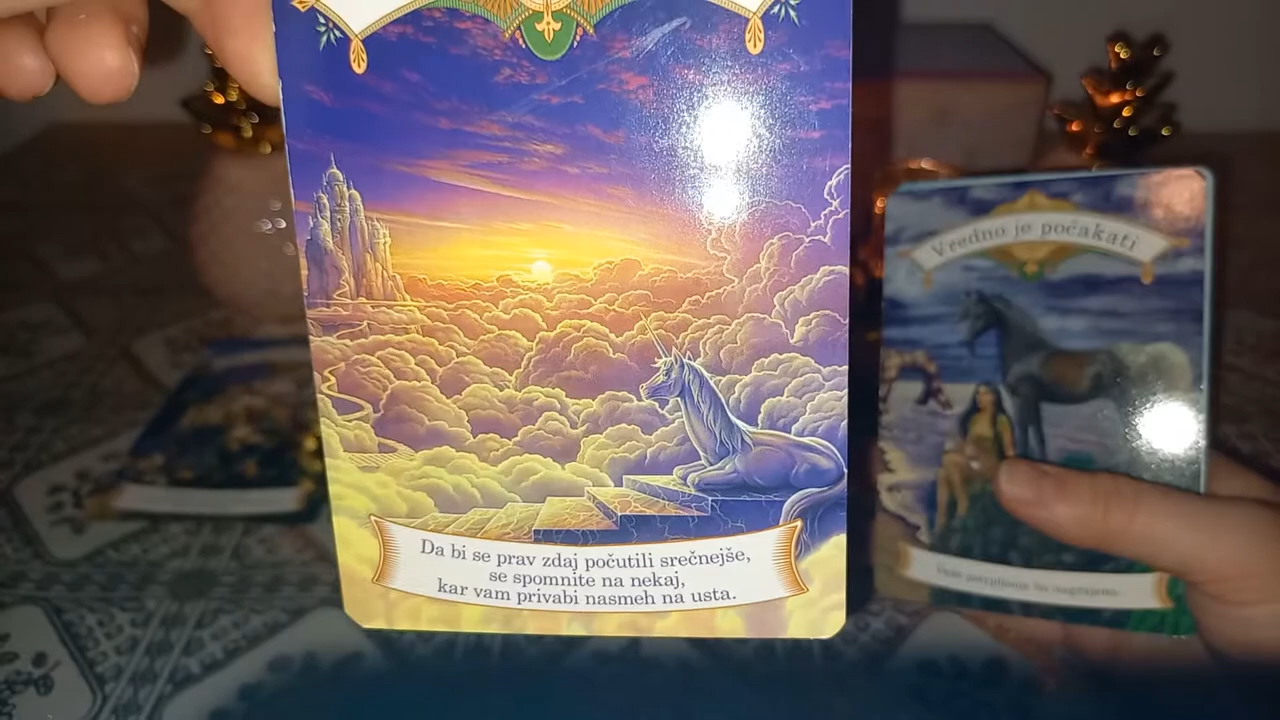 Da bi se prav zdaj počutili srečnejše,
se spomnite na nekaj,
kar vam privabi nasmeh na usta.
Vredno je počakati